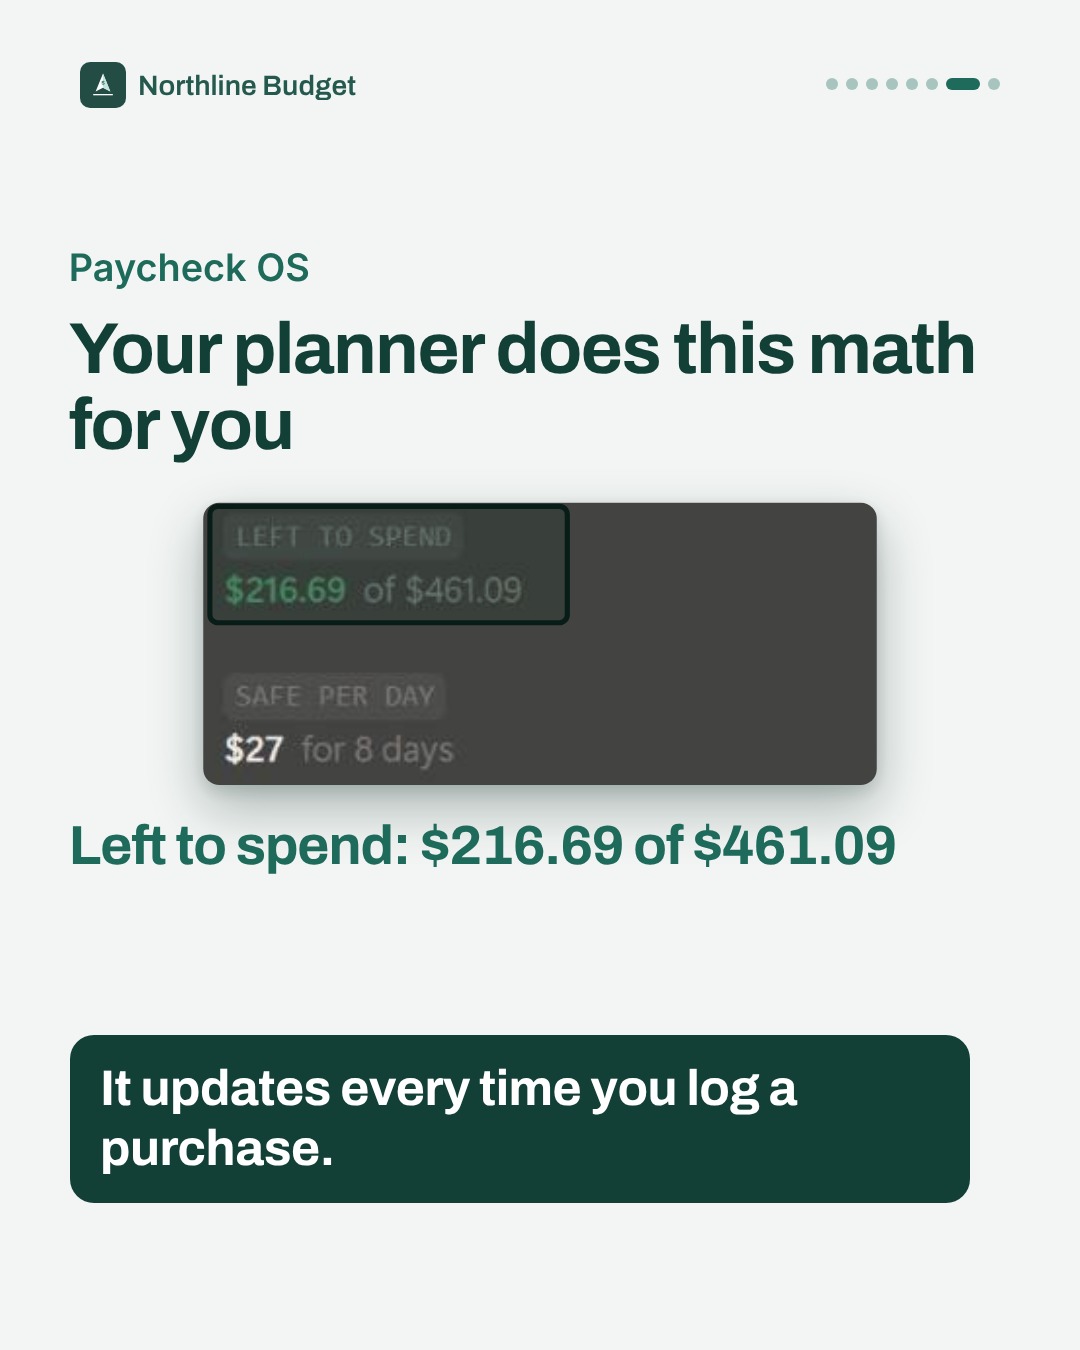 Northline Budget
Paycheck OS
Your planner does this math
for you
LEFT TO SPEND
$216.69 of $461.09
SAFE PER DAY
$27 for 8 days
Left to spend: $216.69 of $461.09
It updates every time you log a
purchase.